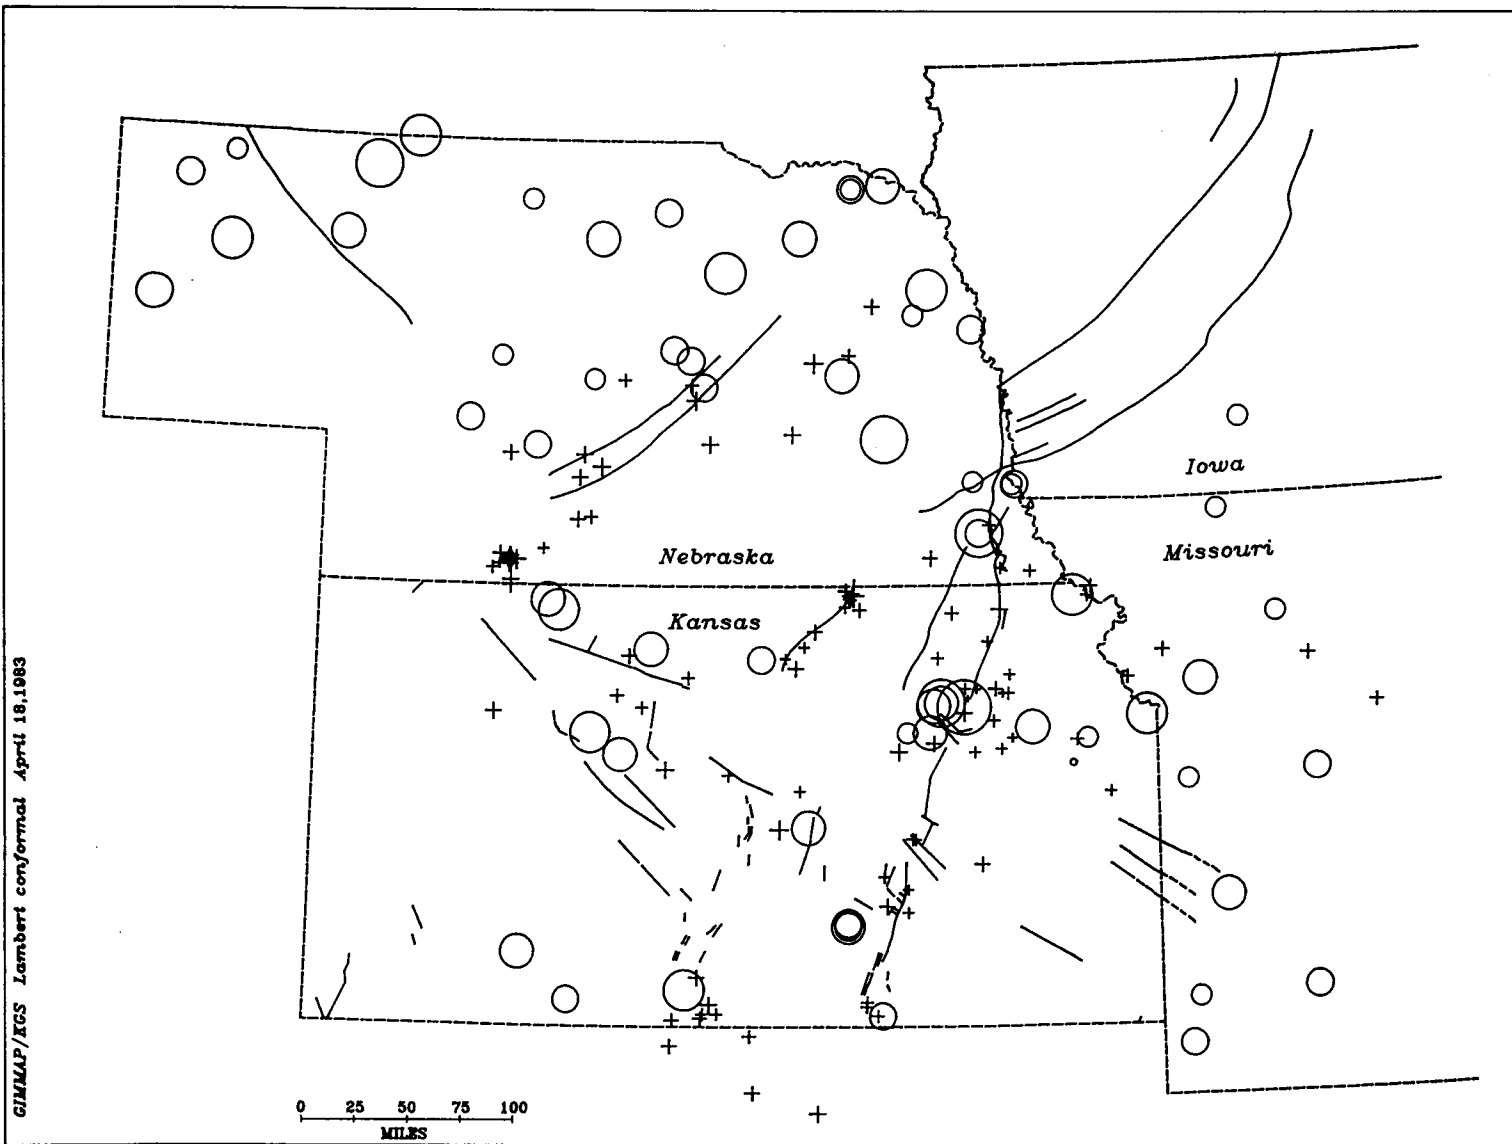 Iowa
Missouri
Nebraska
Kansas
GIMMAP/KGS Lambert conformal April 18,1983
0 25 50 75 100
MILES